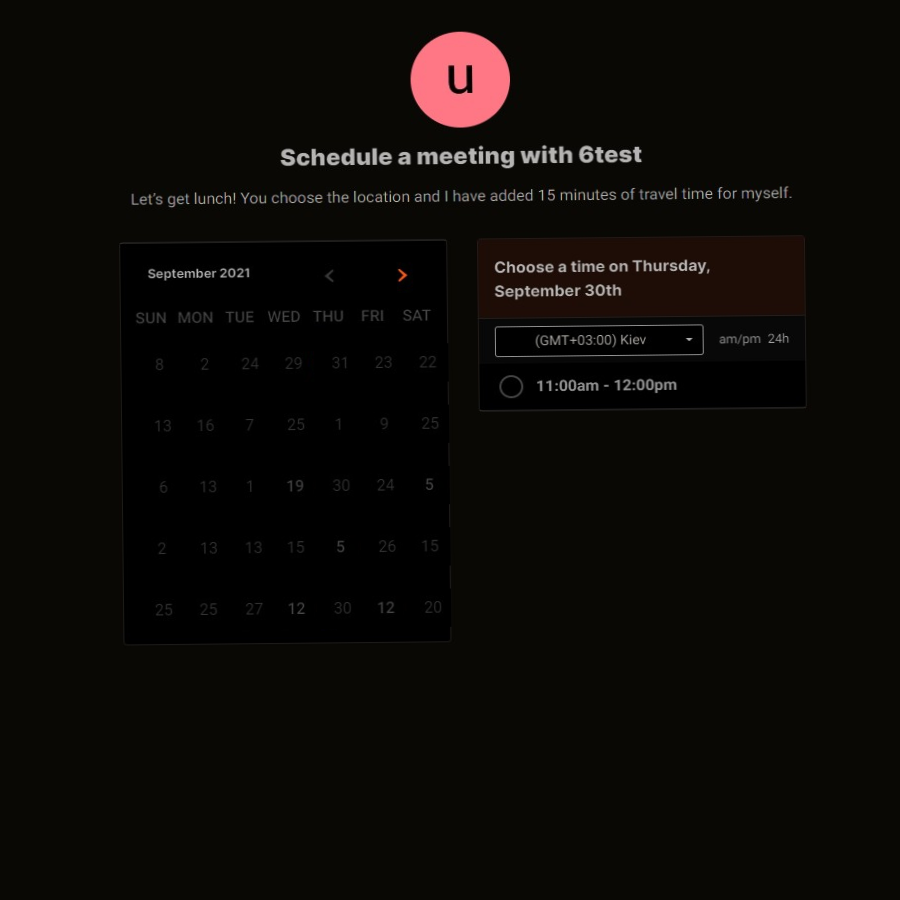 u
Schedule a meeting with 6test
Let's get lunch! You choose the location and I have added 15 minutes of travel time for myself.
September 2021
SUN MON TUE WED THU FRI SAT
8 2 24 29 31 23 22
13 16 7 25 1 9 25
6 13 1 19 30 24 5
2 13 13 15 5 26 15
25 25 27 12 30 12 20
Choose a time on Thursday,
September 30th
(GMT+03:00) Kiev
am/pm 24h
11:00am - 12:00pm